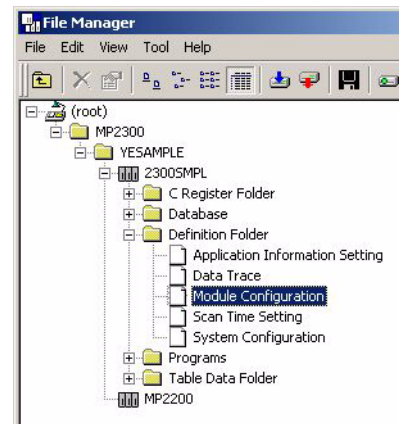 File Manager
File Edit View Tool Help
(root)
MP2300
YESAMPLE
2300SMPL
C Register Folder
Database
Definition Folder
Application Information Setting
Data Trace
Module Configuration
Scan Time Setting
System Configuration
Programs
Table Data Folder
MP2200